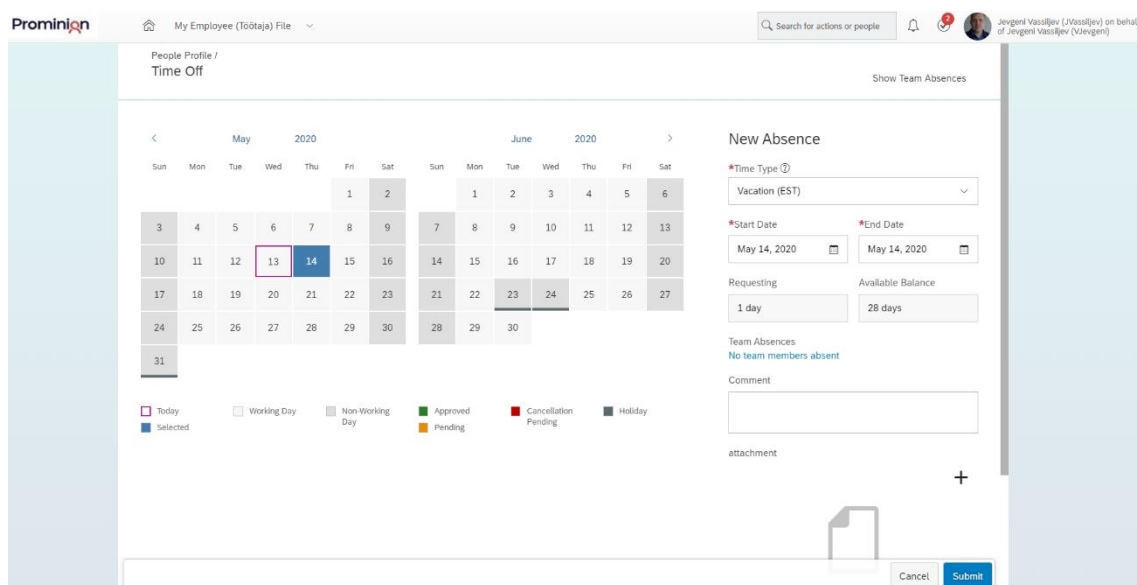 Prominion
My Employee (Töötaja) File
Search for actions or people
2
Jevgeni Vassiljev (JVassiljev) on behal
of Jevgeni Vassiljev (VJevgeni)
People Profile /
Time Off
Show Team Absences
May 2020
Sun Mon Tue Wed Thu Fri Sat
1 2
3 4 5 6 7 8 9
10 11 12 13 14 15 16
17 18 19 20 21 22 23
24 25 26 27 28 29 30
31
June 2020
Sun Mon Tue Wed Thu Fri Sat
1 2 3 4 5 6
7 8 9 10 11 12 13
14 15 16 17 18 19 20
21 22 23 24 25 26 27
28 29 30
Today
Working Day
Non-Working
Day
Approved
Cancellation
Pending
Holiday
Selected
Pending
New Absence
*Time Type ?
Vacation (EST)
*Start Date *End Date
May 14, 2020 May 14, 2020
Requesting Available Balance
1 day 28 days
Team Absences
No team members absent
Comment
attachment
+
Cancel Submit